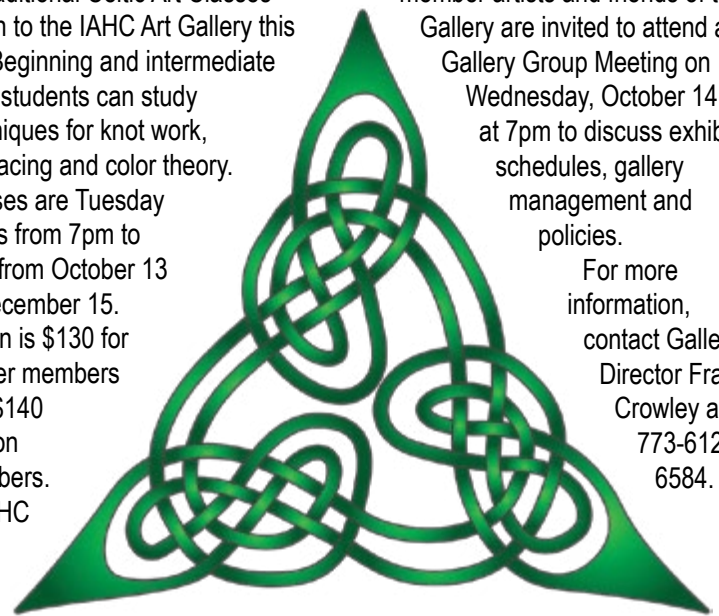 aditional Celtic Art Classes
n to the IAHC Art Gallery this
Beginning and intermediate
students can study
niques for knot work,
acing and color theory.
ses are Tuesday
s from 7pm to
from October 13
ecember 15.
n is $130 for
er members
$140
on
bers.
HC
member artists and friends of t
Gallery are invited to attend a
Gallery Group Meeting on
Wednesday, October 14
at 7pm to discuss exhib
schedules, gallery
management and
policies.
For more
information,
contact Galle
Director Fra
Crowley a
773-612
6584.